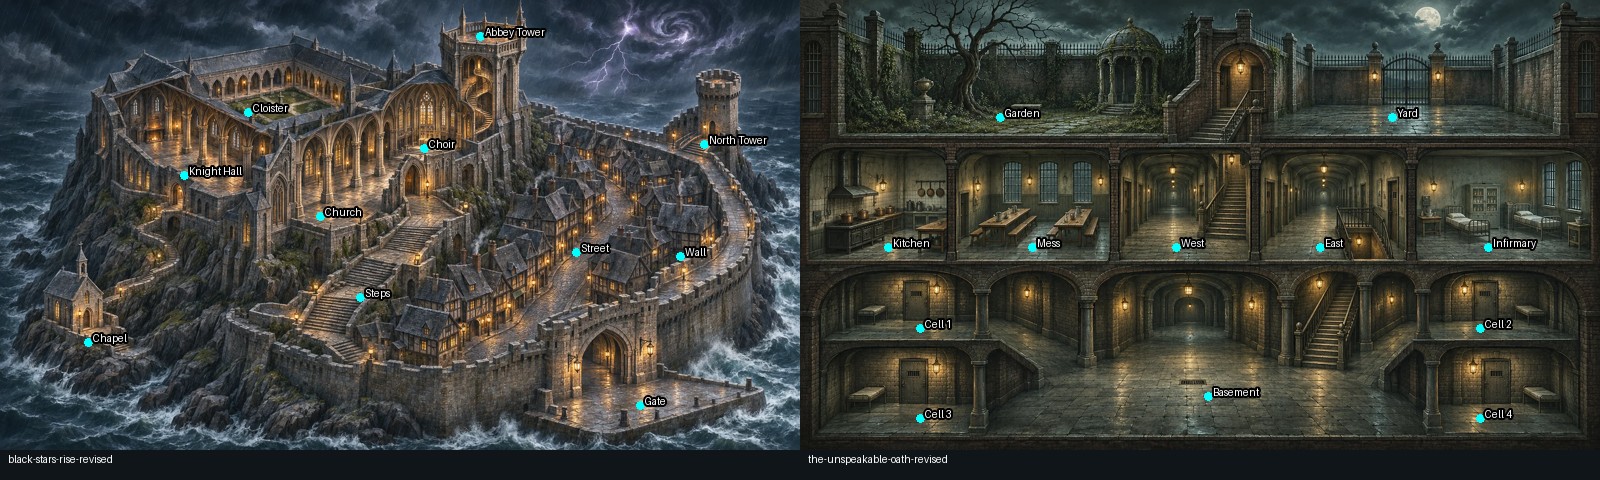 Abbey Tower
Cloister
North Tower
Choir
Knight Hall
Church
Street
Wall
Steps
Chapel
Gate
black-stars-rise-revised
Garden
Yard
Kitchen
Mess
West
East
Infirmary
Cell 1
Cell 2
Basement
Cell 3
Cell 4
the-unspeakable-oath-revised